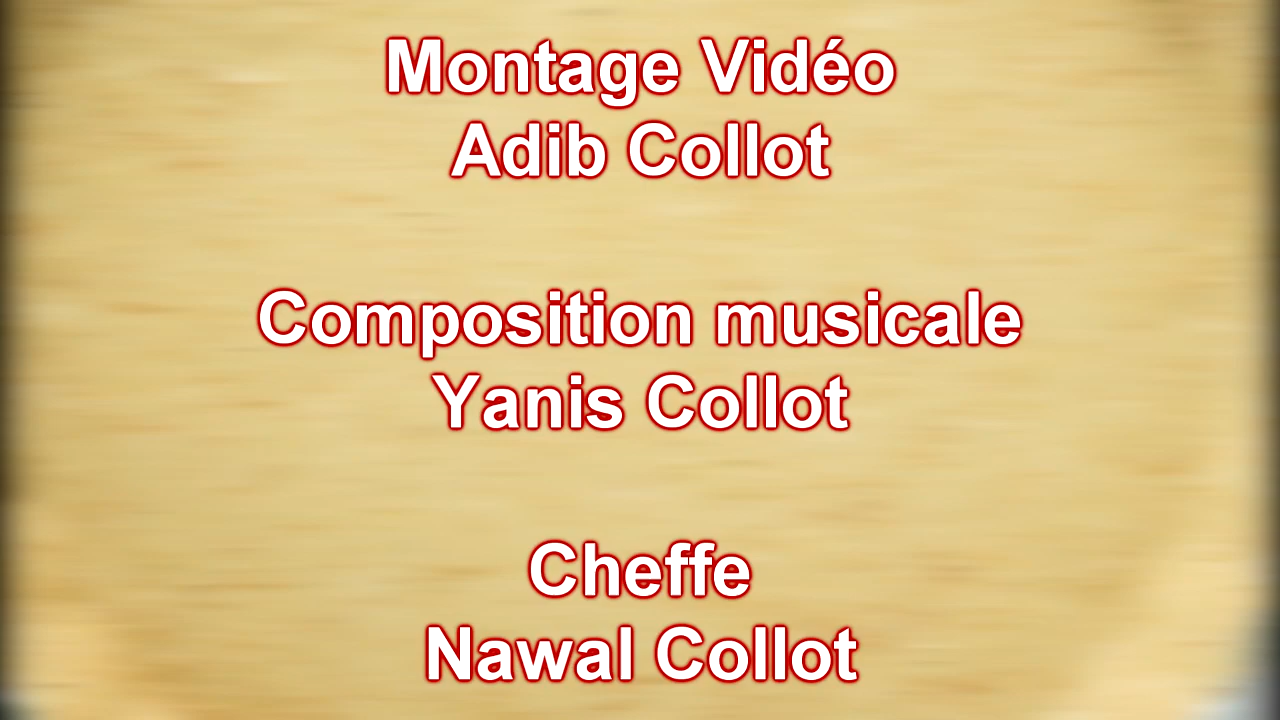 Montage Vidéo
Adib Collot
Composition musicale
Yanis Collot
Cheffe
Nawal Collot